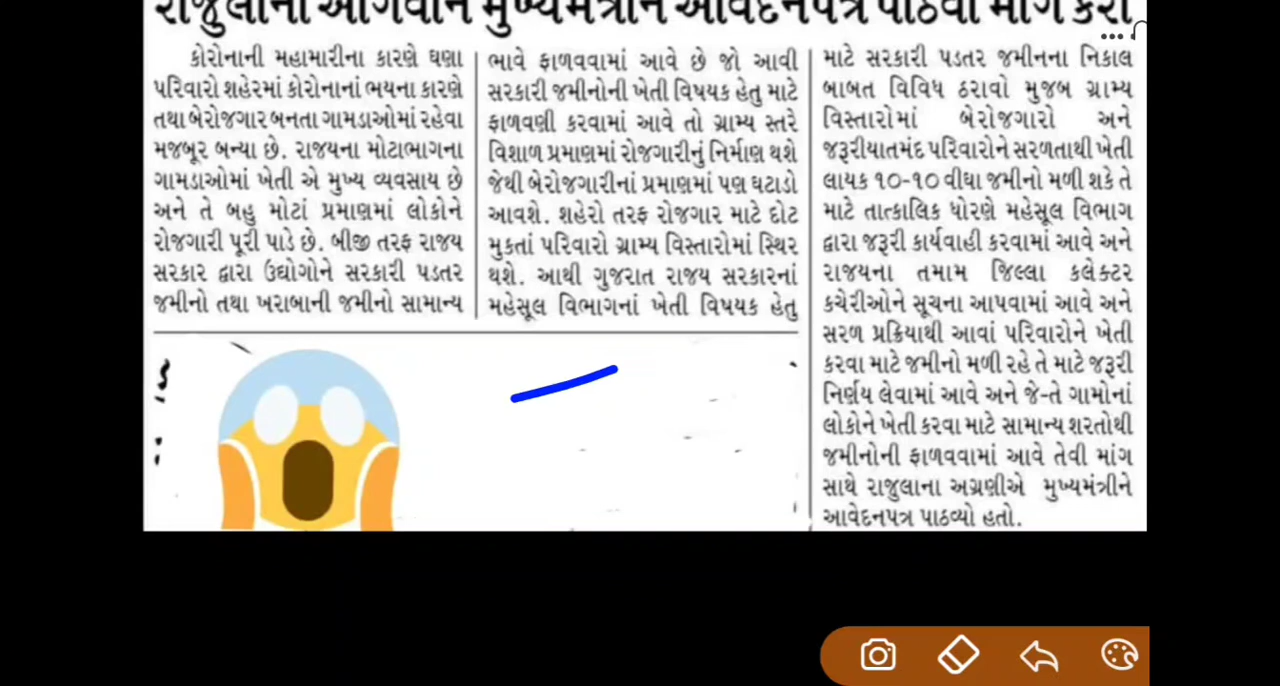 રાજુલાના આગેવાને મુખ્યમંત્રીને આવેદનપત્ર પાઠવી માંગ કરી
કોરોનાની મહામારીના કારણે ઘણા
પરિવારો શહેરમાં કોરોનાનાં ભયના કારણે
તથા બેરોજગાર બનતા ગામડાઓમાં રહેવા
મજબૂર બન્યા છે. રાજયના મોટાભાગના
ગામડાઓમાં ખેતી એ મુખ્ય વ્યવસાય છે
અને તે બહુ મોટાં પ્રમાણમાં લોકોને
રોજગારી પૂરી પાડે છે. બીજી તરફ રાજય
સરકાર દ્વારા ઉદ્યોગોને સરકારી પડતર
જમીનો તથા ખરાબાની જમીનો સામાન્ય
ભાવે ફાળવવામાં આવે છે જો આવી
સરકારી જમીનોની ખેતી વિષયક હેતુ માટે
ફાળવણી કરવામાં આવે તો ગ્રામ્ય સ્તરે
વિશાળ પ્રમાણમાં રોજગારીનું નિર્માણ થશે
જેથી બેરોજગારીનાં પ્રમાણમાં પણ ઘટાડો
આવશે. શહેરો તરફ રોજગાર માટે દોટ
મુકતાં પરિવારો ગ્રામ્ય વિસ્તારોમાં સ્થિર
થશે. આથી ગુજરાત રાજય સરકારનાં
મહેસૂલ વિભાગનાં ખેતી વિષયક હેતુ
માટે સરકારી પડતર જમીનના નિકાલ
બાબત વિવિધ ઠરાવો મુજબ ગ્રામ્ય
વિસ્તારોમાં બેરોજગારો અને
જરૂરીયાતમંદ પરિવારોને સરળતાથી ખેતી
લાયક ૧૦-૧૦ વીઘા જમીનો મળી શકે તે
માટે તાત્કાલિક ધોરણે મહેસૂલ વિભાગ
દ્વારા જરૂરી કાર્યવાહી કરવામાં આવે અને
રાજયના તમામ જિલ્લા કલેક્ટર
કચેરીઓને સૂચના આપવામાં આવે અને
સરળ પ્રક્રિયાથી આવાં પરિવારોને ખેતી
કરવા માટે જમીનો મળી રહે તે માટે જરૂરી
નિર્ણય લેવામાં આવે અને જે-તે ગામોનાં
લોકોને ખેતી કરવા માટે સામાન્ય શરતોથી
જમીનોની ફાળવવામાં આવે તેવી માંગ
સાથે રાજુલાના અગ્રણીએ મુખ્યમંત્રીને
આવેદનપત્ર પાઠવ્યો હતો.